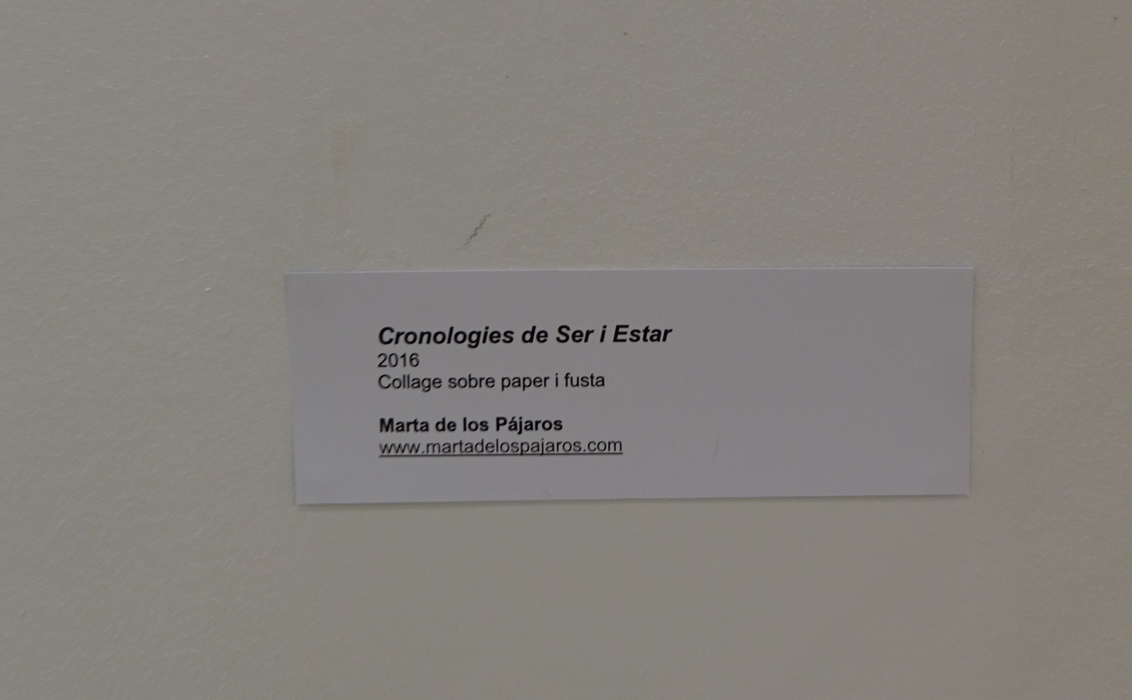 Cronologies de Ser i Estar
2016
Collage sobre paper i fusta
Marta de los Pájaros
www.martadelospajaros.com